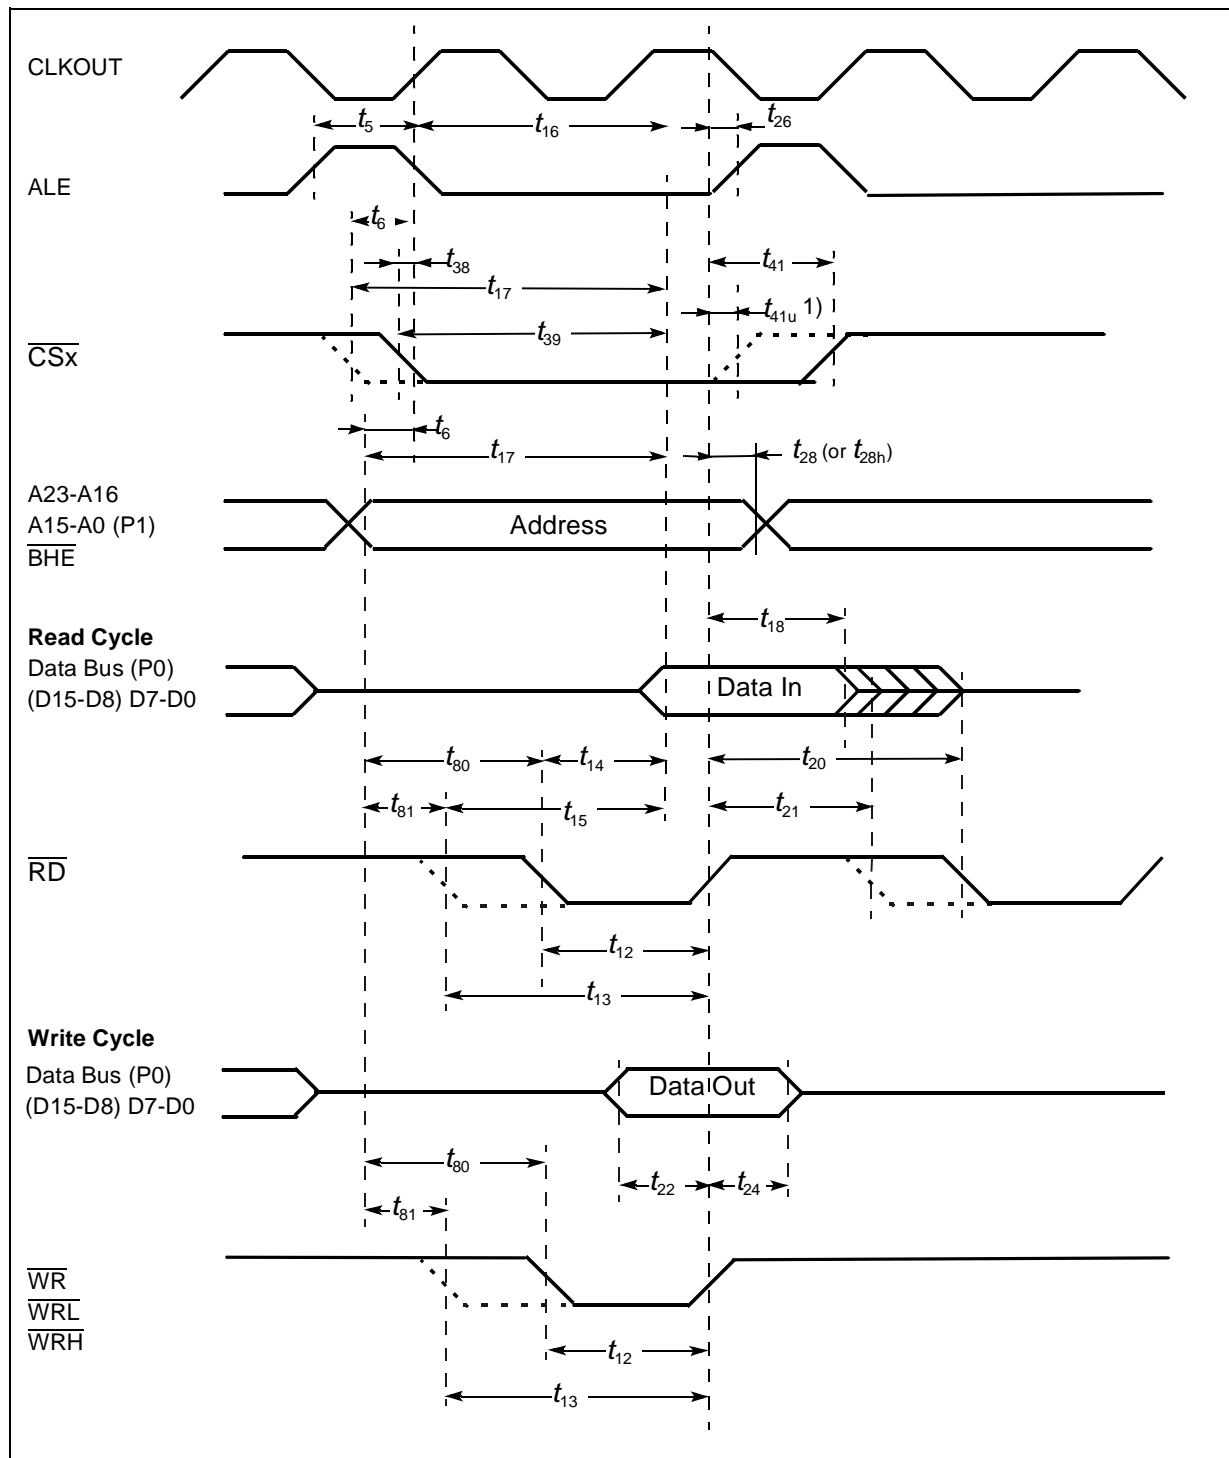 CLKOUT
t5
t16
t26
ALE
t6
t38
t41
t17
t41u 1)
t39
CSx
t6
t17
t28 (or t28h)
A23-A16
A15-A0 (P1)
Address
BHE
t18
Read Cycle
Data Bus (P0)
Data In
(D15-D8) D7-D0
t80
t14
t20
t81
t15
t21
RD
t12
t13
Write Cycle
Data Bus (P0)
Data Out
(D15-D8) D7-D0
t80
t22
t24
t81
WR
WRL
WRH
t12
t13